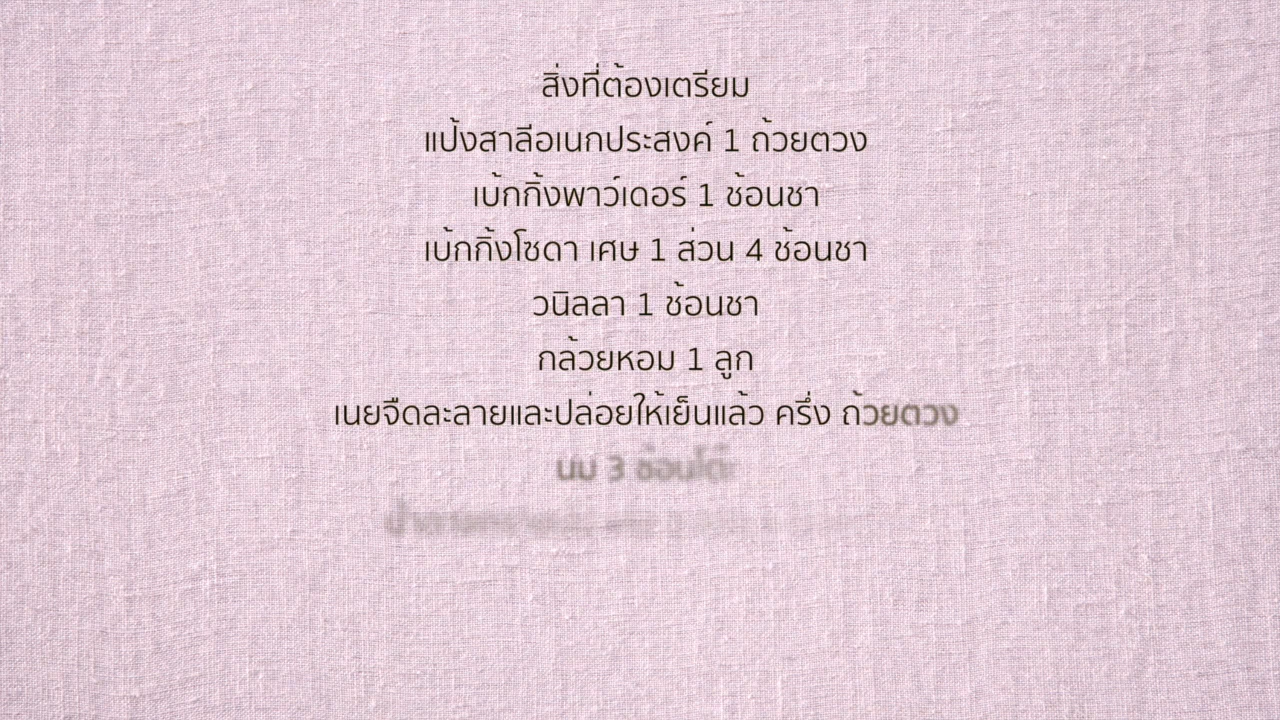 สิ่งที่ต้องเตรียม
แป้งสาลีอเนกประสงค์ 1 ถ้วยตวง
เบ้กกิ้งพาว์เดอร์ 1 ช้อนชา
เบ้กกิ้งโซดา เศษ 1 ส่วน 4 ช้อนชา
วนิลลา 1 ช้อนชา
กล้วยหอม 1 ลูก
เนยจืดละลายและปล่อยให้เย็นแล้ว ครึ่ง ถ้วยตวง
นม 3 ช้อนโต๊ะ